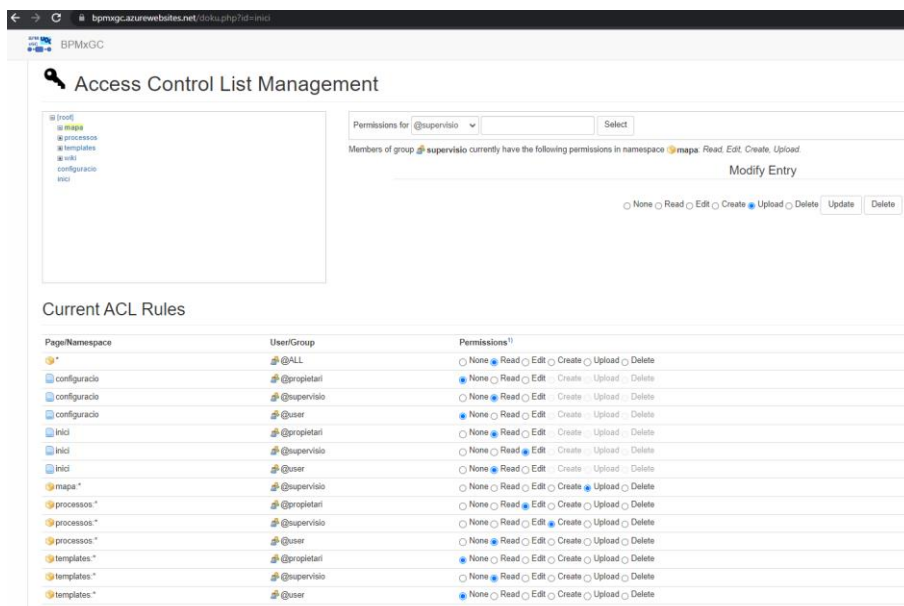 bpmxgc.azurewebsites.net/doku.php?id=inici
BPMxGC
Access Control List Management
[root]
mapa
processos
templates
wiki
configuracio
inici
Permissions for @supervisio Select
Members of group supervisio currently have the following permissions in namespace mapa: Read, Edit, Create, Upload.
Modify Entry
None Read Edit Create Upload Delete Update Delete
Current ACL Rules
Page/Namespace User/Group Permissions1)
* @ALL None Read Edit Create Upload Delete
configuracio @propietari None Read Edit Create Upload Delete
configuracio @supervisio None Read Edit Create Upload Delete
configuracio @user None Read Edit Create Upload Delete
inici @propietari None Read Edit Create Upload Delete
inici @supervisio None Read Edit Create Upload Delete
inici @user None Read Edit Create Upload Delete
mapa:* @supervisio None Read Edit Create Upload Delete
processos:* @propietari None Read Edit Create Upload Delete
processos:* @supervisio None Read Edit Create Upload Delete
processos:* @user None Read Edit Create Upload Delete
templates:* @propietari None Read Edit Create Upload Delete
templates:* @supervisio None Read Edit Create Upload Delete
templates:* @user None Read Edit Create Upload Delete